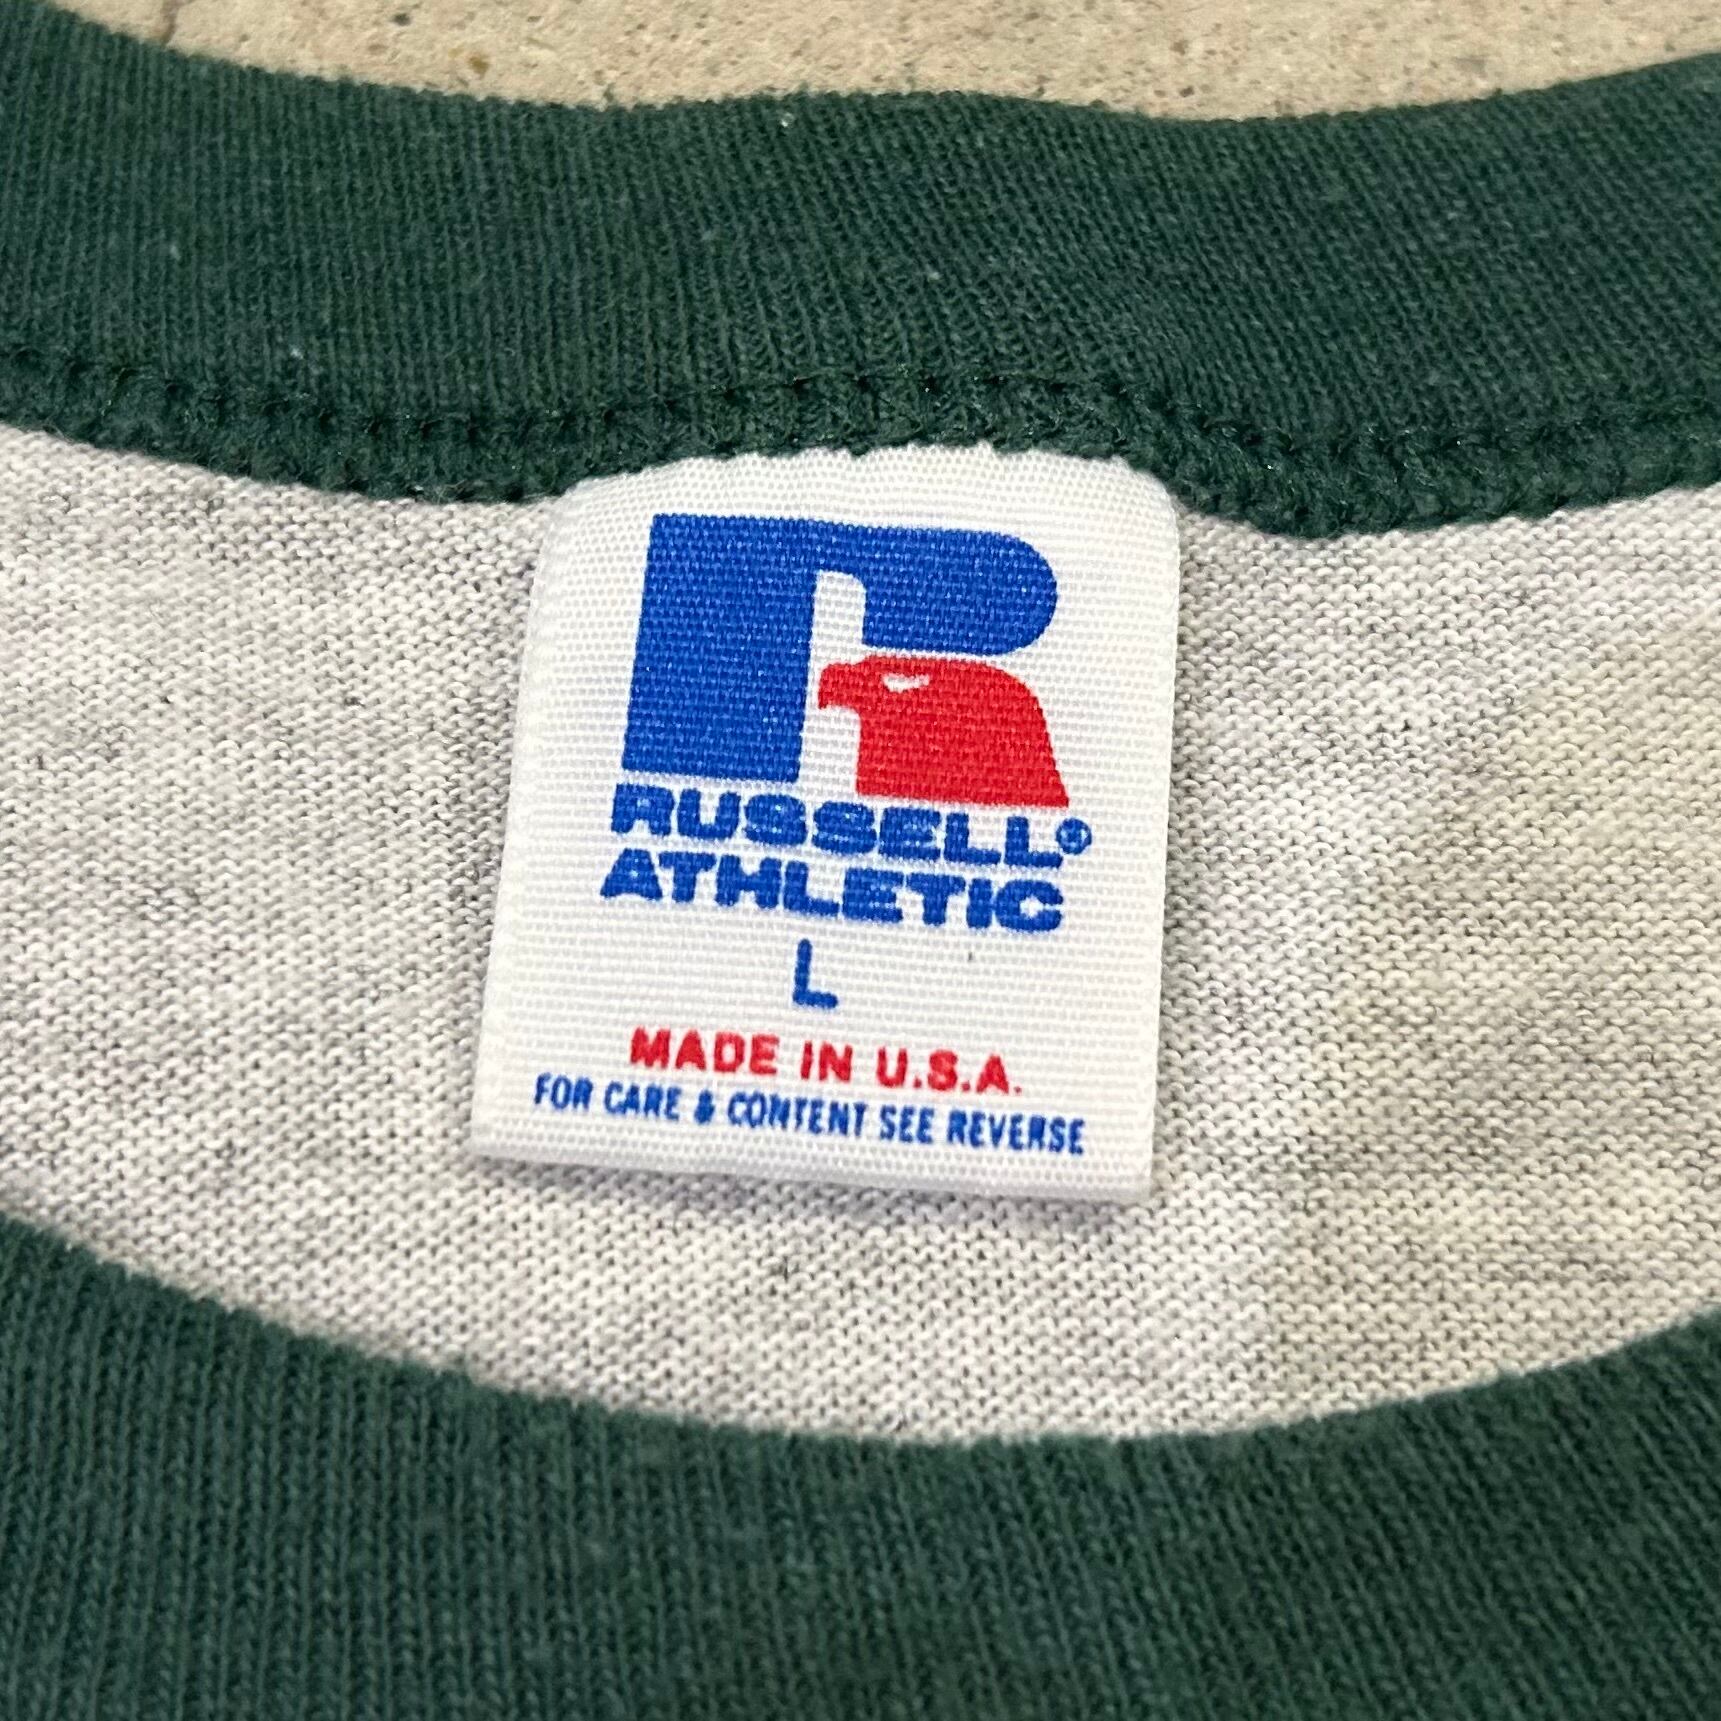 R
RUSSELL®
ATHLETIC
L
MADE IN U.S.A.
FOR CARE & CONTENT SEE REVERSE